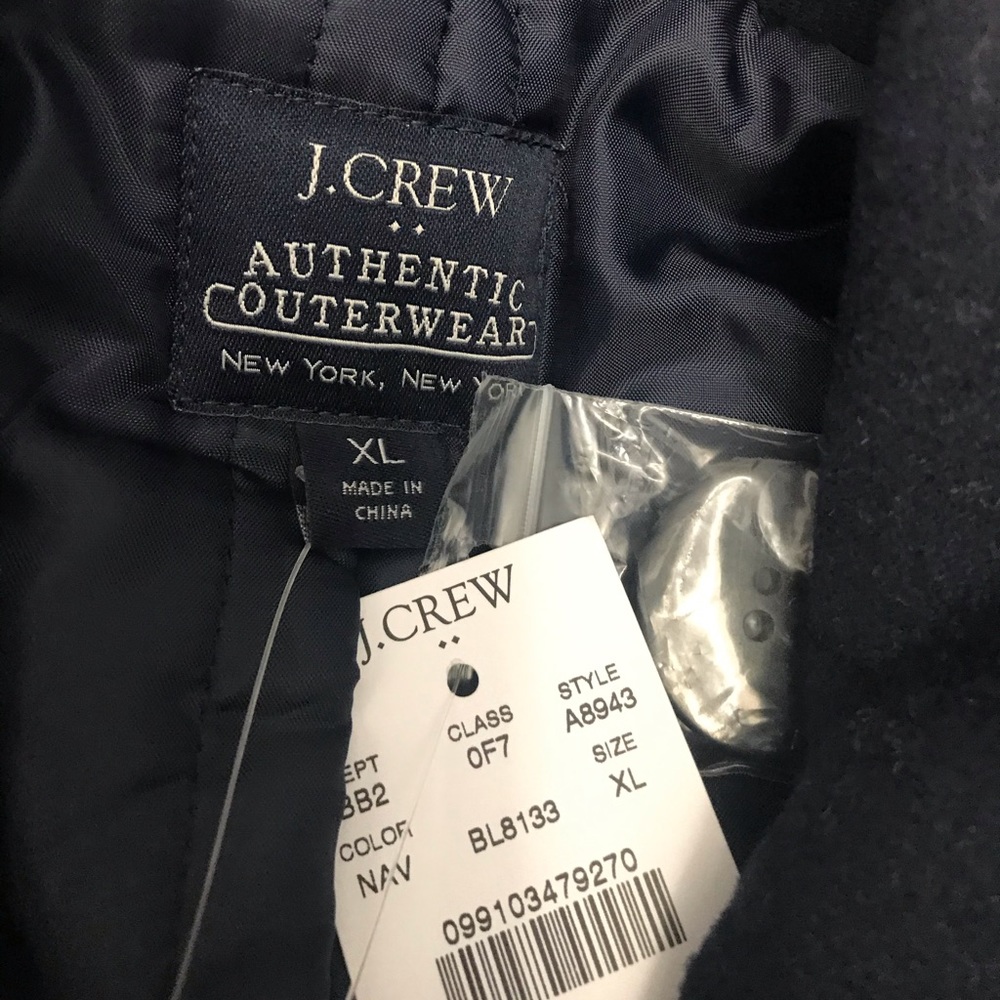 J.CREW
AUTHENTIC
OUTERWEAR
NEW YORK, NEW YORK
XL
MADE IN
CHINA
J.CREW
CLASS STYLE
0F7 A8943
EPT SIZE
BB2 XL
COLOR BL8133
NAV
099103479270